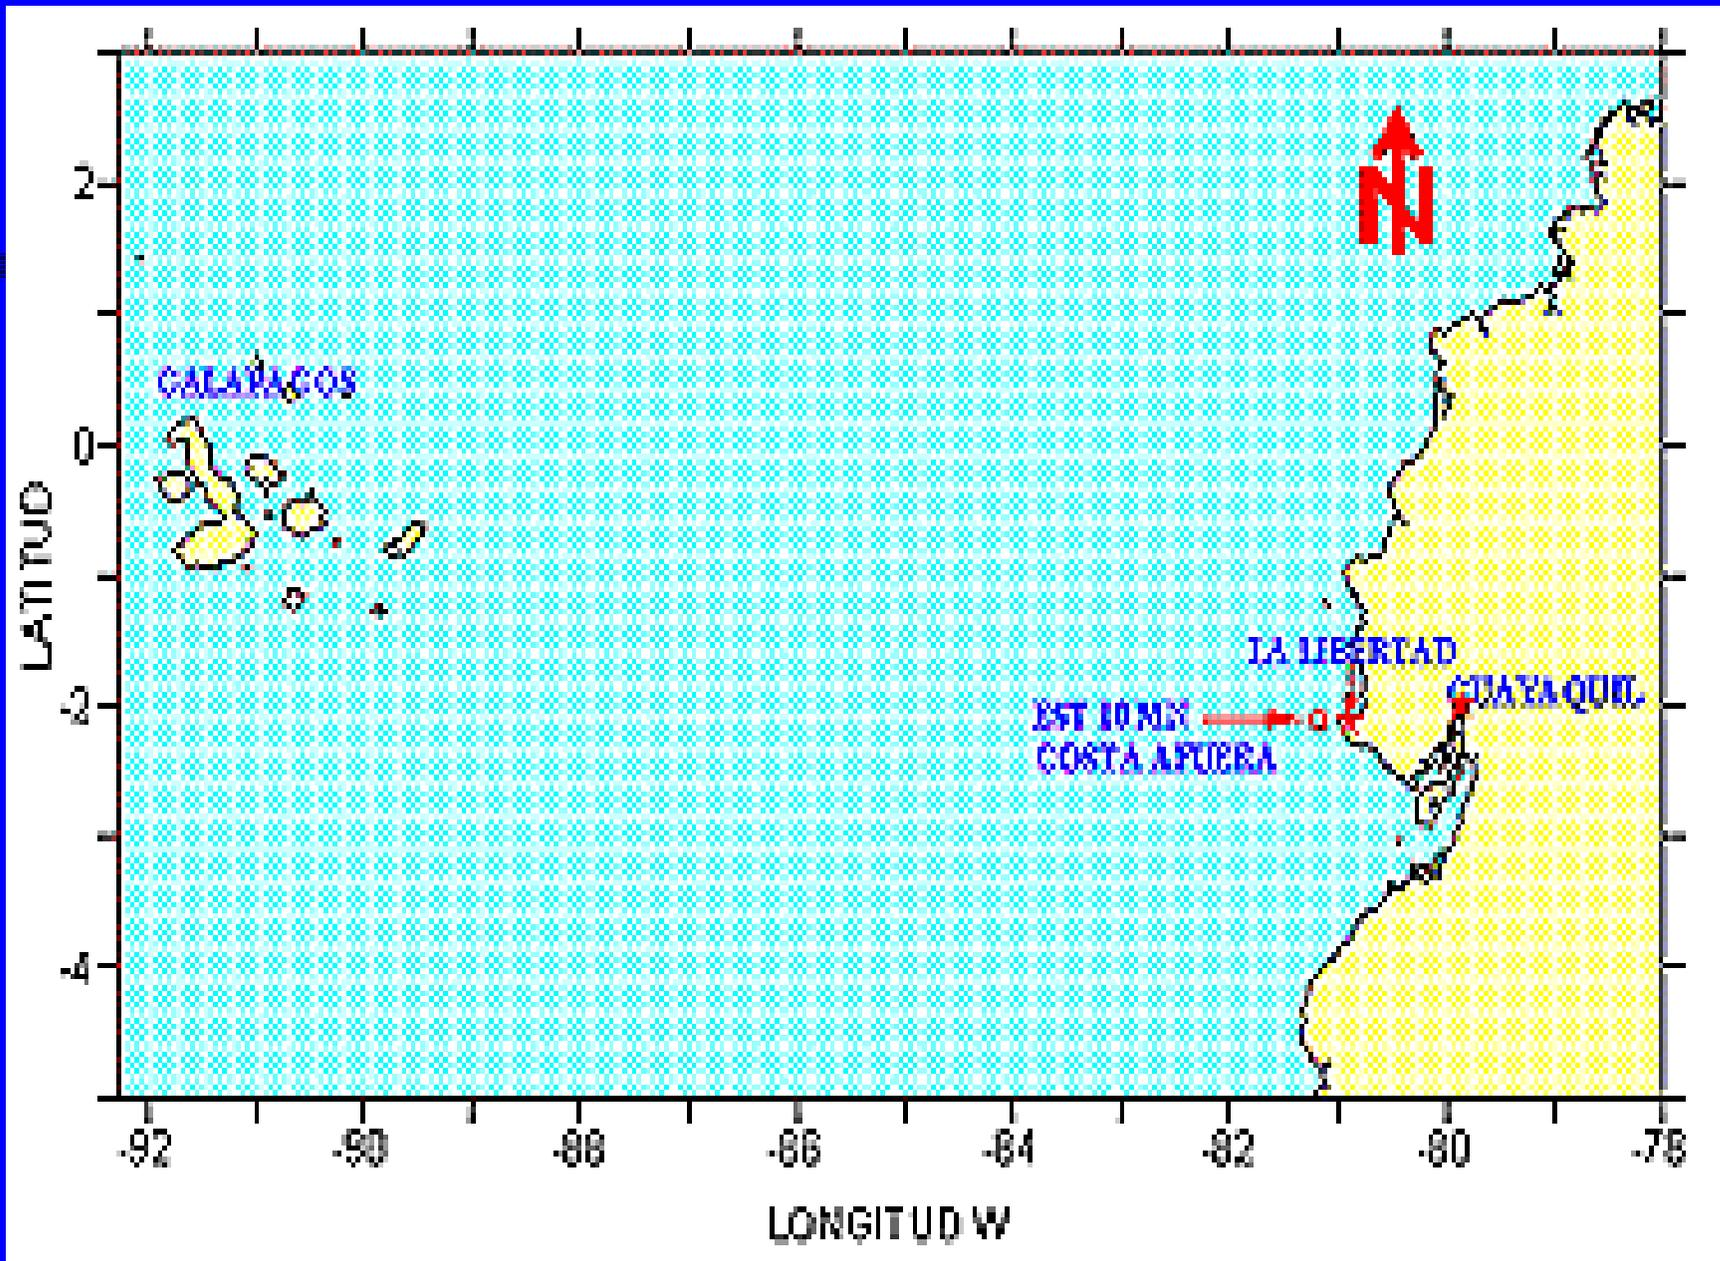 N
2
GALAPAGOS
0
LATITUD
LA LIBERTAD
GUAYAQUIL
-2
EST 10 MN
COSTA AFUERA
-4
-92 -90 -88 -86 -84 -82 -80 -78
LONGITUD W